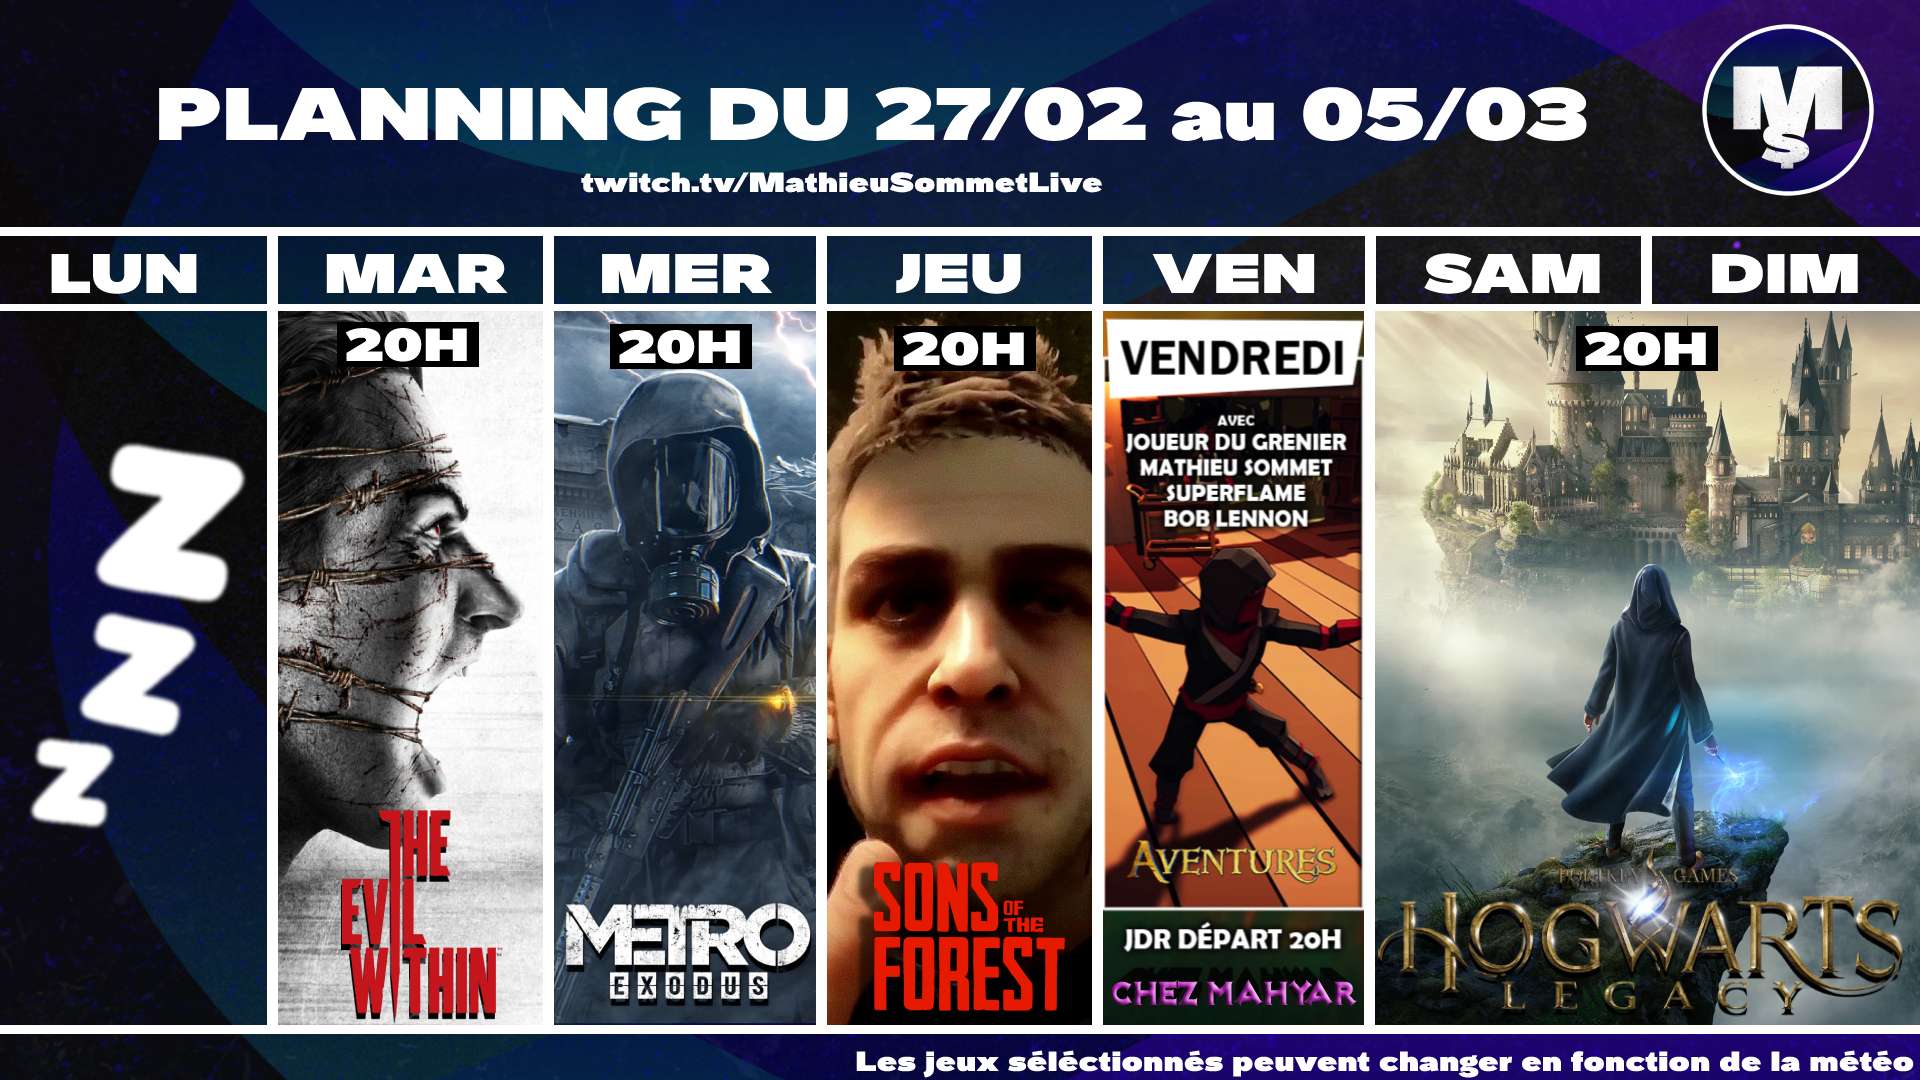 PLANNING DU 27/02 au 05/03
twitch.tv/MathieuSommetLive
MS
LUN
MAR
MER
JEU
VEN
SAM
DIM
Z
Z
Z
20H
THE
EVIL
WITHIN
20H
METRO
EXODUS
20H
SONS
OF
THE
FOREST
VENDREDI
AVEC
JOUEUR DU GRENIER
MATHIEU SOMMET
SUPERFLAME
BOB LENNON
AVENTURES
JDR DÉPART 20H
CHEZ MAHYAR
20H
PORTKEY GAMES
HOGWARTS
LEGACY
Les jeux séléctionnés peuvent changer en fonction de la météo